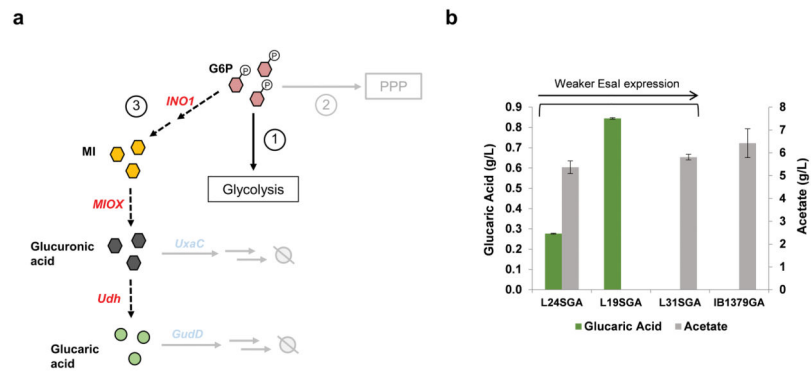 a
G6P
P
P
P
PPP
2
INO1
3
1
MI
Glycolysis
MIOX
Glucuronic
acid
UxaC
Udh
Glucaric
acid
GudD
b
Weaker EsaI expression
Glucaric Acid (g/L)
0.9
0.8
0.7
0.6
0.5
0.4
0.3
0.2
0.1
0.0
8
7
6
5
4
3
2
1
0
Acetate (g/L)
L24SGA L19SGA L31SGA IB1379GA
Glucaric Acid Acetate